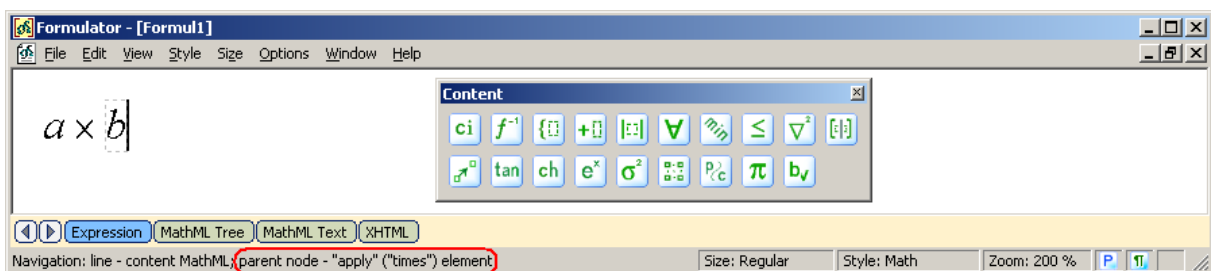 Formulator - [Formul1]
File Edit View Style Size Options Window Help
a × b
Content
ci f⁻¹ {[] +[] |[]| ∀ ≤ ∇²
tan ch eˣ σ² P/C π b√
Expression MathML Tree MathML Text XHTML
Navigation: line - content MathML; parent node - "apply" ("times") element Size: Regular Style: Math Zoom: 200 % P ¶